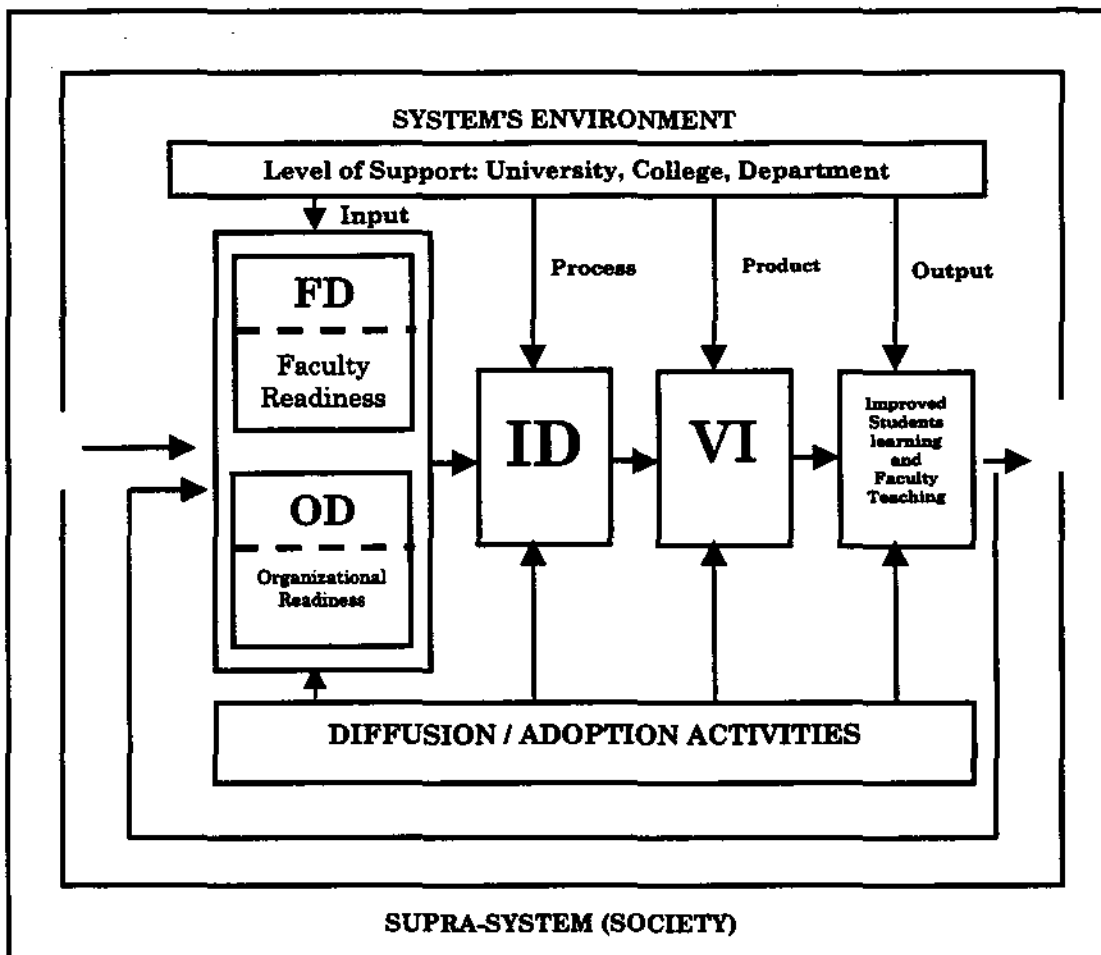 SYSTEM'S ENVIRONMENT
Level of Support: University, College, Department
Input
Process
Product
Output
FD
Faculty
Readiness
OD
Organizational
Readiness
ID
VI
Improved
Students
learning
and
Faculty
Teaching
DIFFUSION / ADOPTION ACTIVITIES
SUPRA-SYSTEM (SOCIETY)